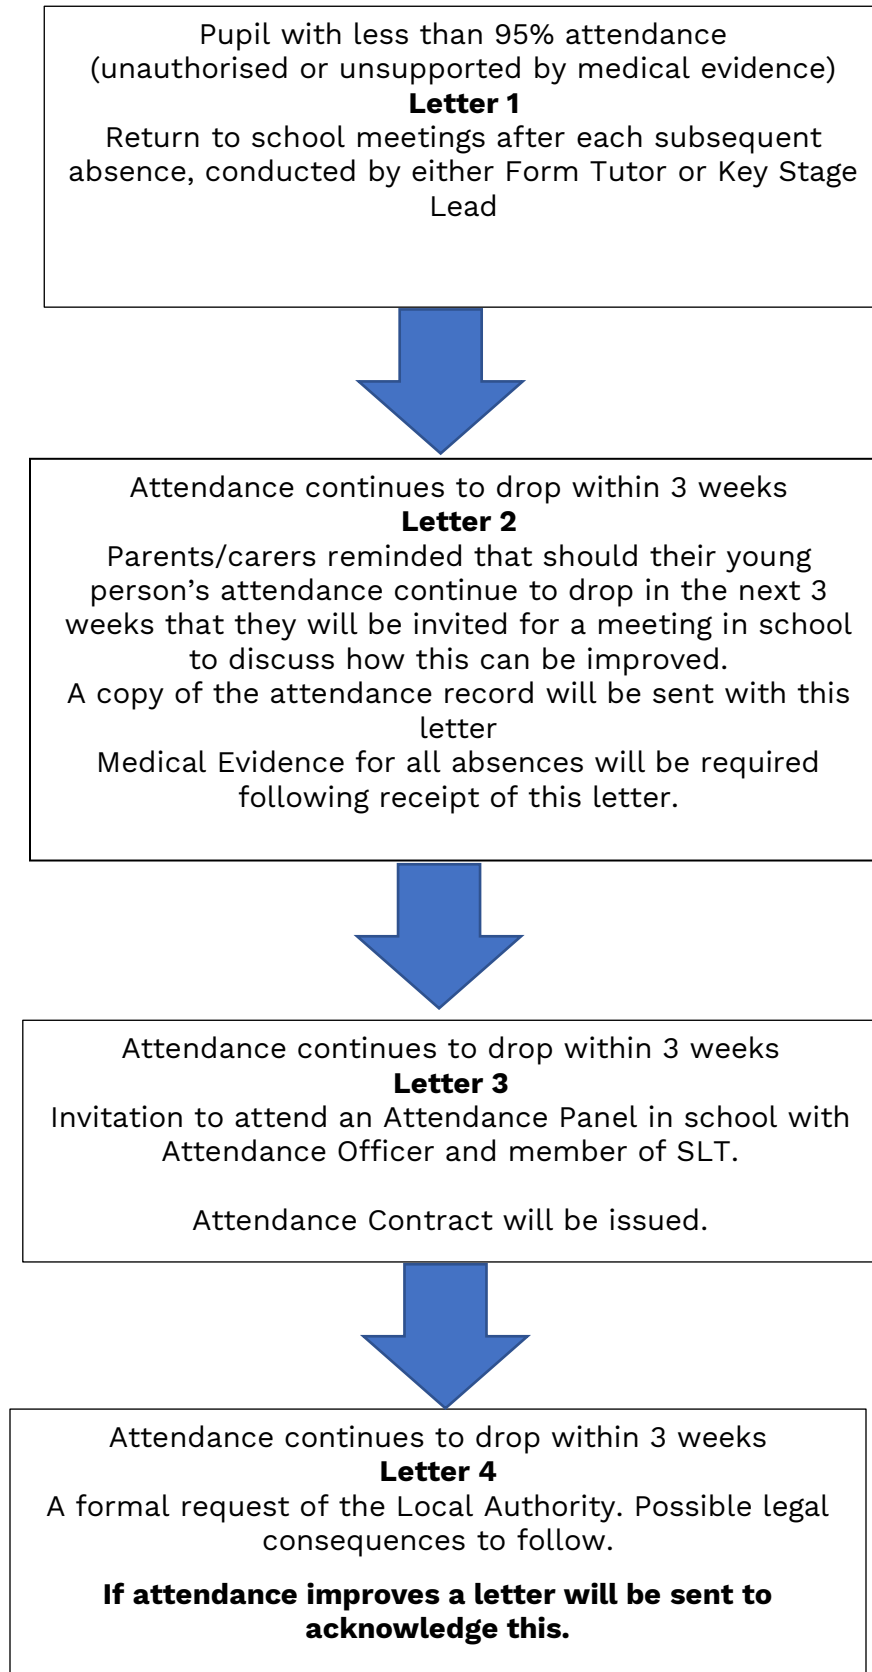 Pupil with less than 95% attendance
(unauthorised or unsupported by medical evidence)
Letter 1
Return to school meetings after each subsequent
absence, conducted by either Form Tutor or Key Stage
Lead
Attendance continues to drop within 3 weeks
Letter 2
Parents/carers reminded that should their young
person’s attendance continue to drop in the next 3
weeks that they will be invited for a meeting in school
to discuss how this can be improved.
A copy of the attendance record will be sent with this
letter
Medical Evidence for all absences will be required
following receipt of this letter.
Attendance continues to drop within 3 weeks
Letter 3
Invitation to attend an Attendance Panel in school with
Attendance Officer and member of SLT.
Attendance Contract will be issued.
Attendance continues to drop within 3 weeks
Letter 4
A formal request of the Local Authority. Possible legal
consequences to follow.
If attendance improves a letter will be sent to
acknowledge this.